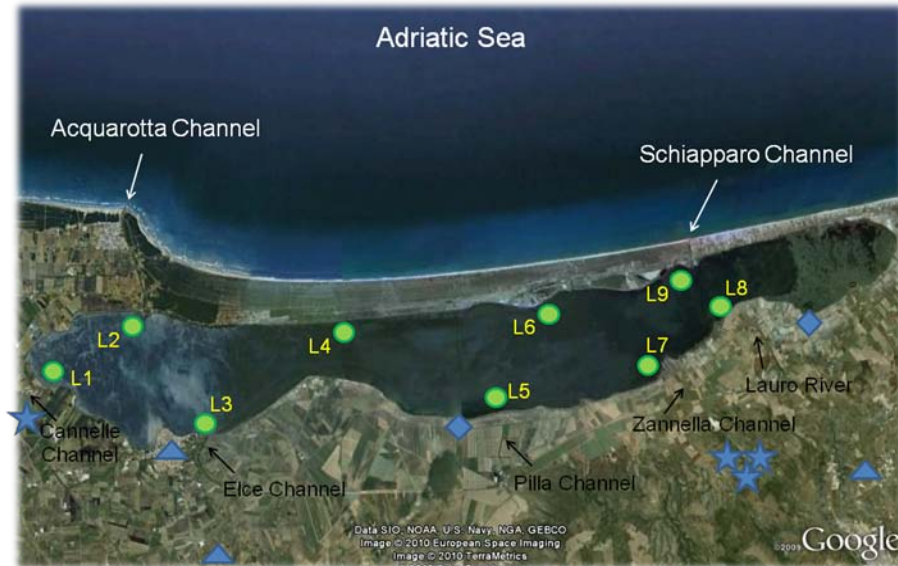 Adriatic Sea
Acquarotta Channel
Schiapparo Channel
L9
L8
L6
L2
L4
L7
L1
L5
Lauro River
L3
Cannelle
Channel
Zannella Channel
Elce Channel
Pilla Channel
Data SIO, NOAA, U.S. Navy, NGA, GEBCO
Image © 2010 European Space Imaging
Image © 2010 TerraMetrics
©2009 Google